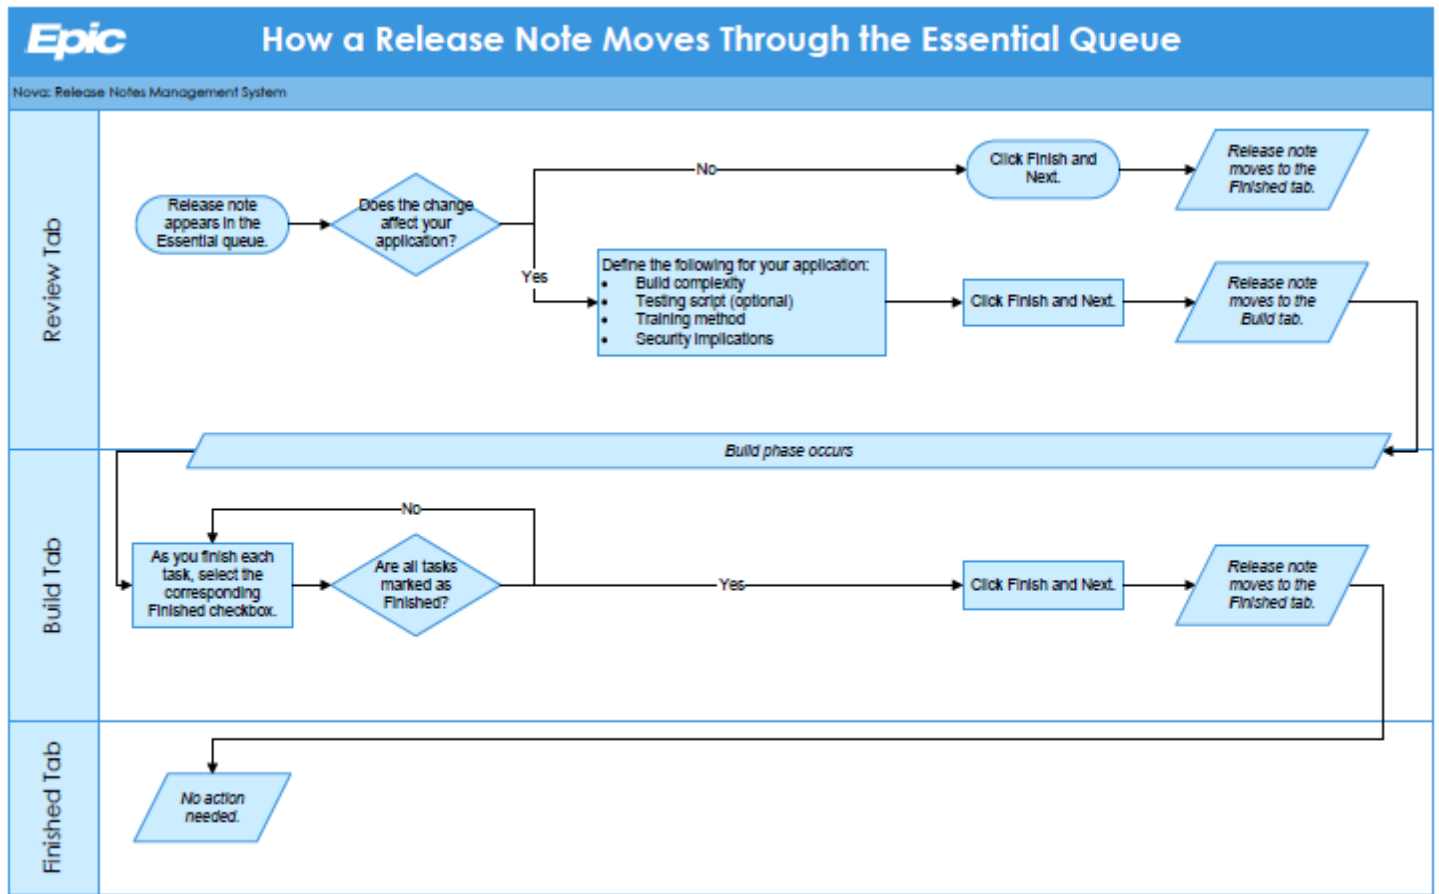 Epic
How a Release Note Moves Through the Essential Queue
Nova: Release Notes Management System
Review Tab
Release note
appears in the
Essential queue.
Does the change
affect your
application?
No
Click Finish and
Next.
Release note
moves to the
Finished tab.
Yes
Define the following for your application:
• Build complexity
• Testing script (optional)
• Training method
• Security Implications
Click Finish and Next.
Release note
moves to the
Build tab.
Build phase occurs
Build Tab
No
As you finish each
task, select the
corresponding
Finished checkbox.
Are all tasks
marked as
Finished?
Yes
Click Finish and Next.
Release note
moves to the
Finished tab.
Finished Tab
No action
needed.